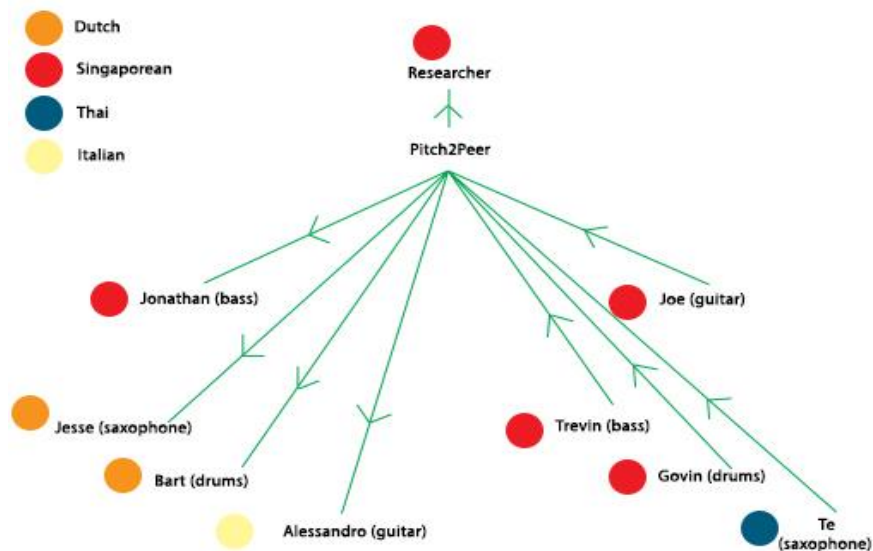 Dutch
Singaporean
Thai
Italian
Researcher
Pitch2Peer
Jonathan (bass)
Joe (guitar)
Jesse (saxophone)
Trevin (bass)
Bart (drums)
Govin (drums)
Alessandro (guitar)
Te
(saxophone)